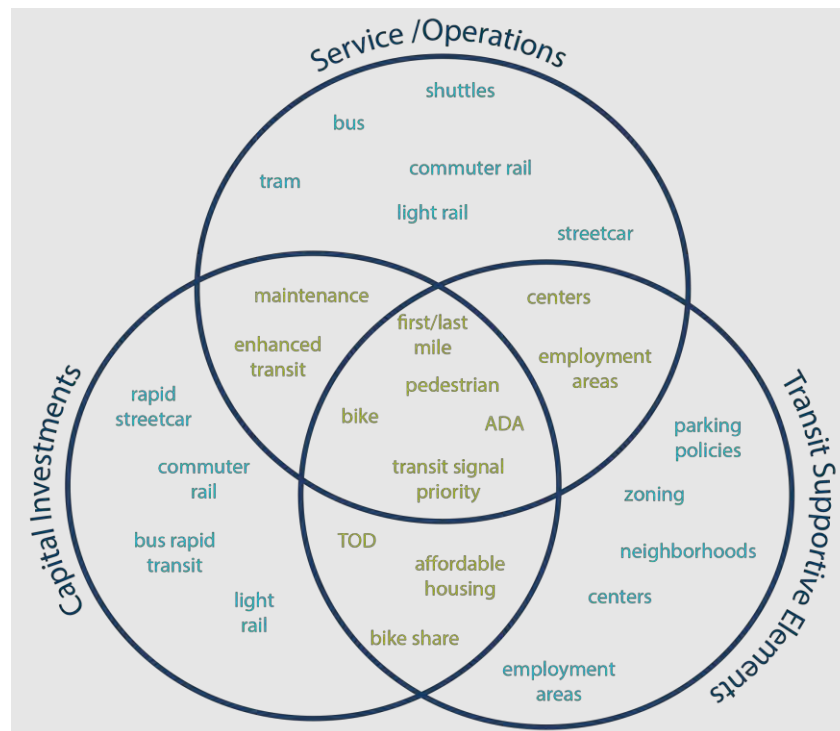 Service /Operations
shuttles
bus
commuter rail
tram
light rail
streetcar
maintenance
centers
first/last
mile
enhanced
transit
employment
areas
pedestrian
bike
ADA
transit signal
priority
Capital Investments
rapid
streetcar
commuter
rail
bus rapid
transit
light
rail
Transit Supportive Elements
parking
policies
zoning
neighborhoods
centers
employment
areas
TOD
affordable
housing
bike share